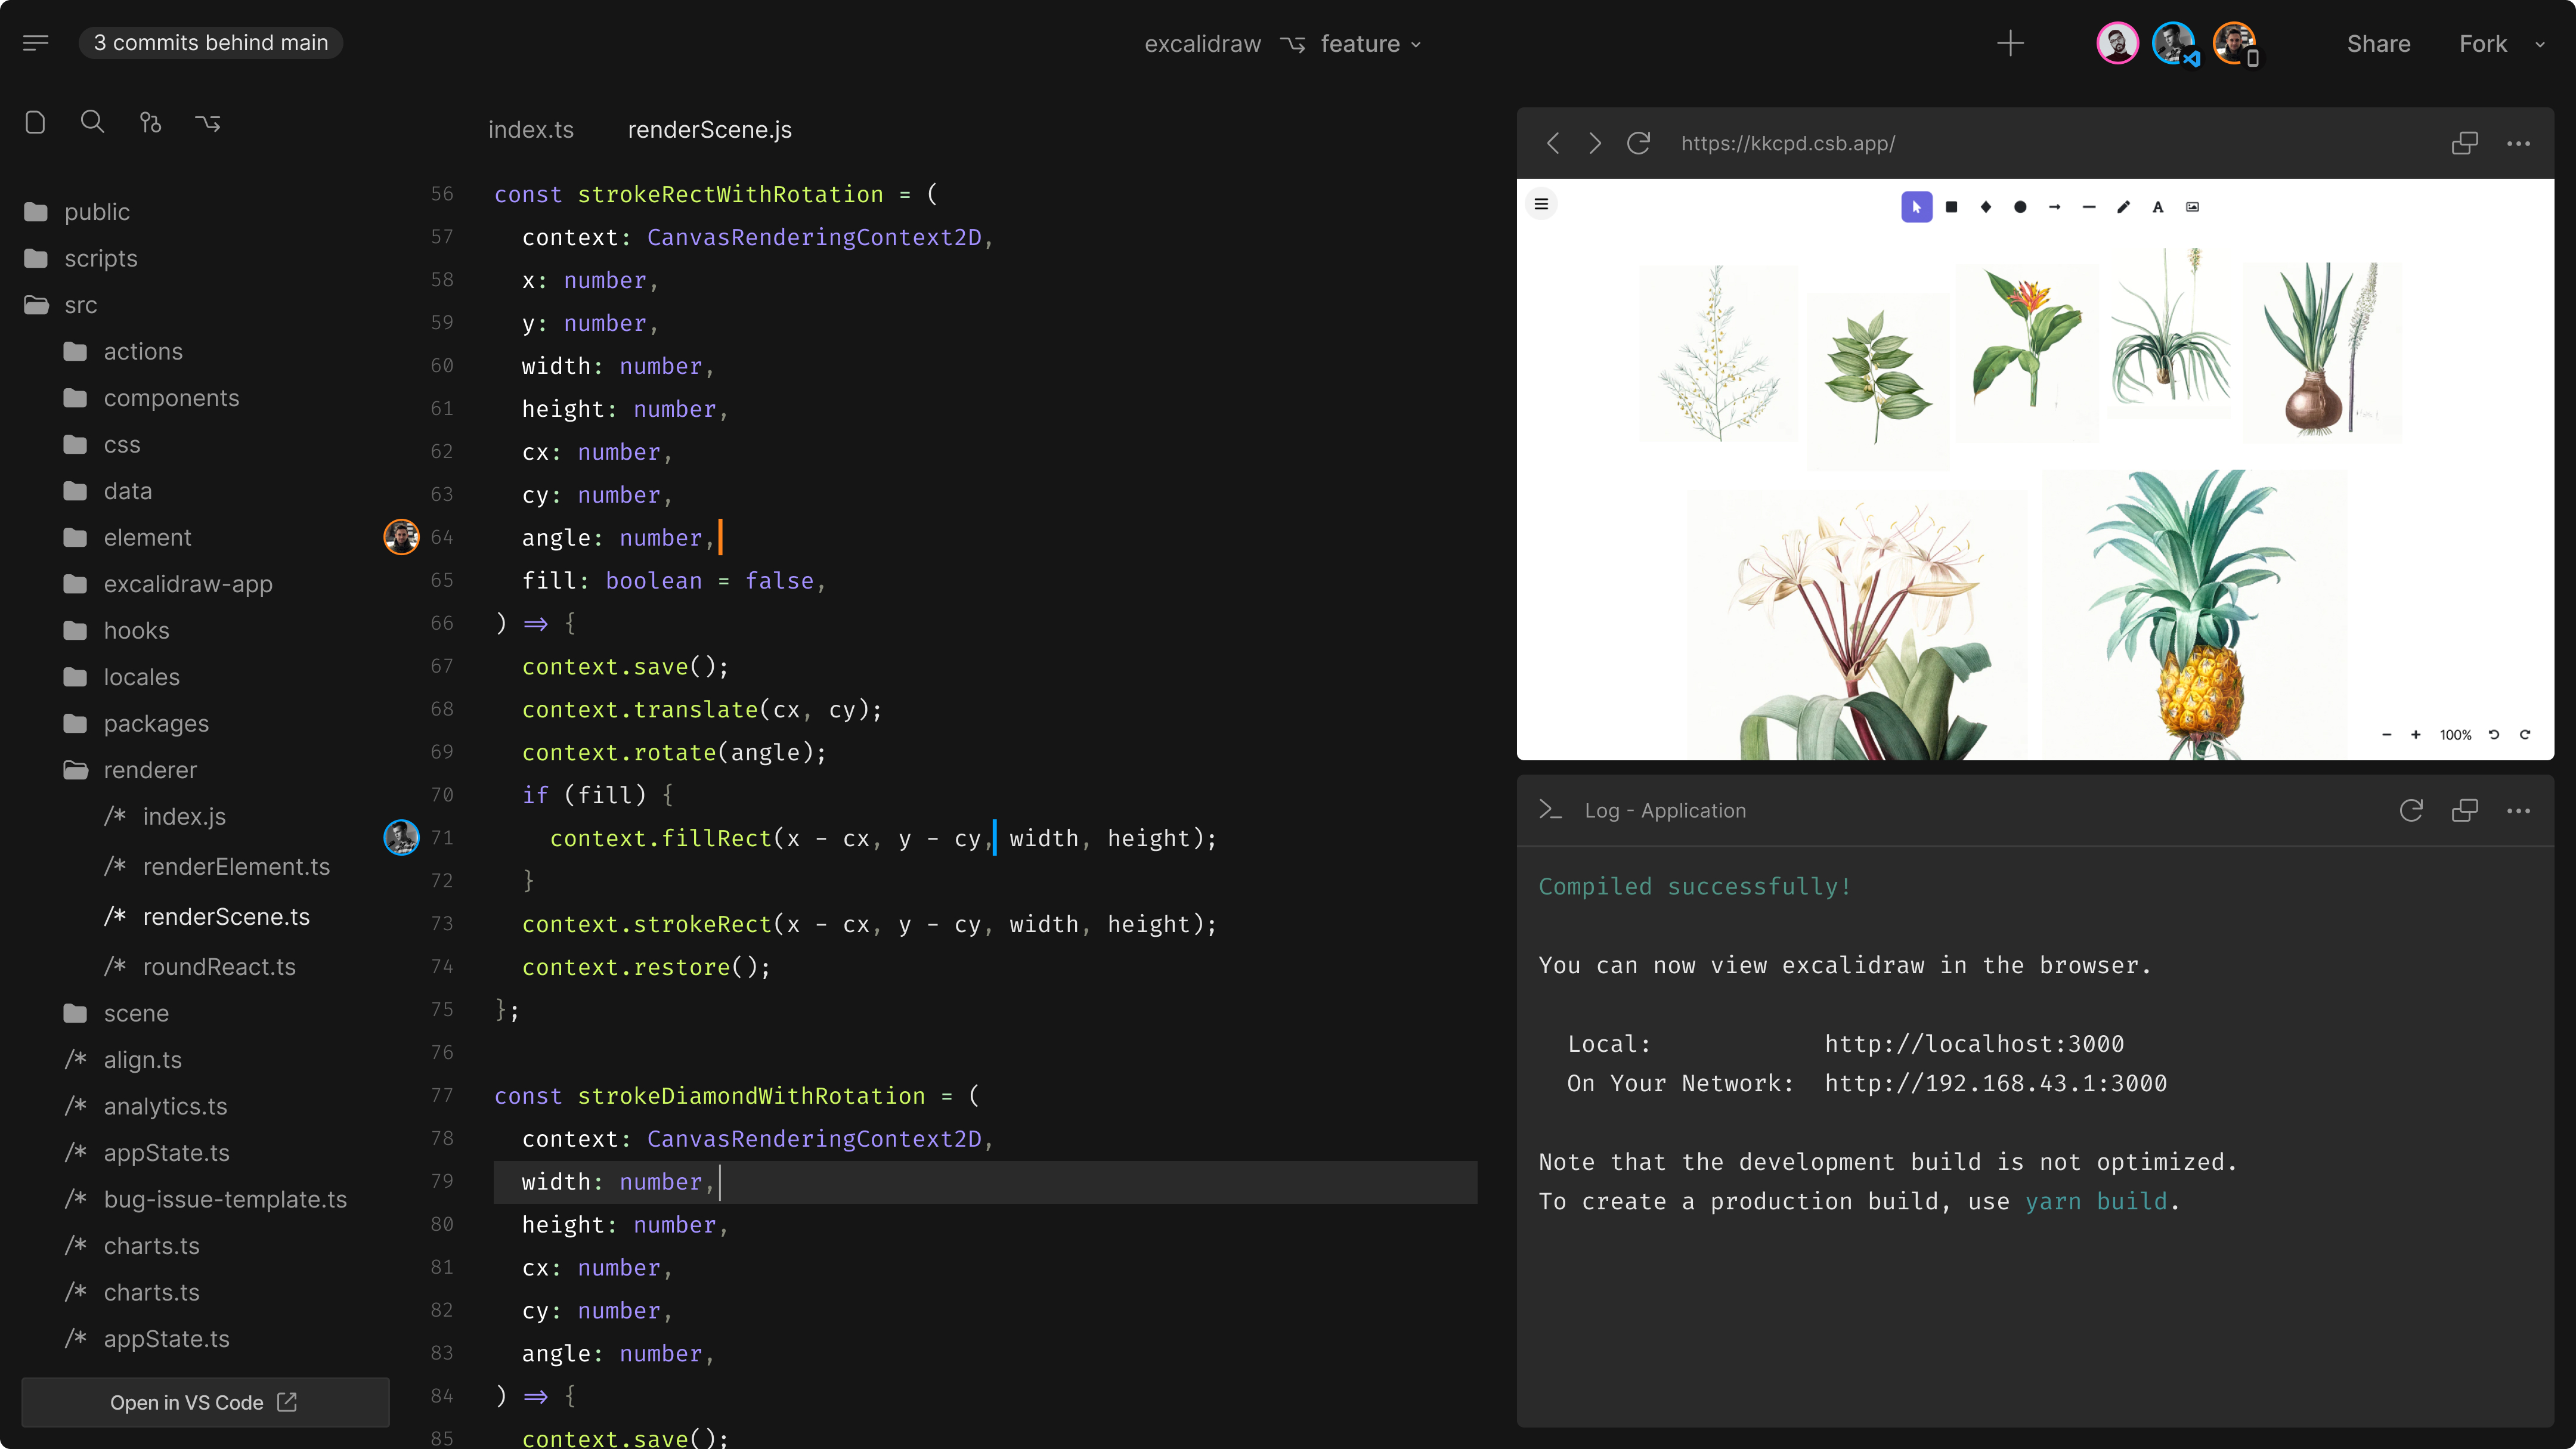 3 commits behind main
excalidraw feature
Share
Fork
public
scripts
src
actions
components
css
data
element
excalidraw-app
hooks
locales
packages
renderer
/* index.js
/* renderElement.ts
/* renderScene.ts
/* roundReact.ts
scene
/* align.ts
/* analytics.ts
/* appState.ts
/* bug-issue-template.ts
/* charts.ts
/* charts.ts
/* appState.ts
Open in VS Code
index.ts
renderScene.js
56 const strokeRectWithRotation = (
57 context: CanvasRenderingContext2D,
58 x: number,
59 y: number,
60 width: number,
61 height: number,
62 cx: number,
63 cy: number,
64 angle: number,
65 fill: boolean = false,
66 ) => {
67 context.save();
68 context.translate(cx, cy);
69 context.rotate(angle);
70 if (fill) {
71 context.fillRect(x - cx, y - cy, width, height);
72 }
73 context.strokeRect(x - cx, y - cy, width, height);
74 context.restore();
75 };
76
77 const strokeDiamondWithRotation = (
78 context: CanvasRenderingContext2D,
79 width: number,
80 height: number,
81 cx: number,
82 cy: number,
83 angle: number,
84 ) => {
85 context.save();
https://kkcpd.csb.app/
A
100%
Log - Application
Compiled successfully!
You can now view excalidraw in the browser.
Local: http://localhost:3000
On Your Network: http://192.168.43.1:3000
Note that the development build is not optimized.
To create a production build, use yarn build.